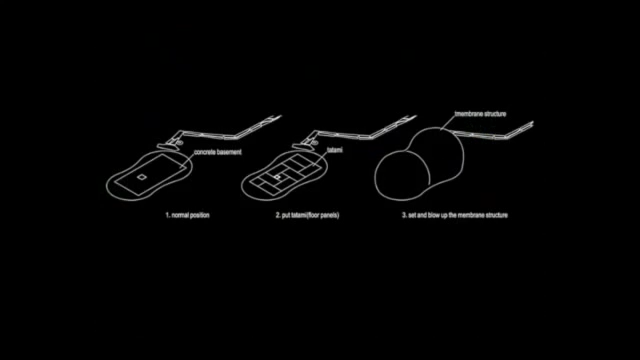 !membrane structure
concrete basement
tatami
1. normal position
2. put tatami(floor panels)
3. set and blow up the membrane structure